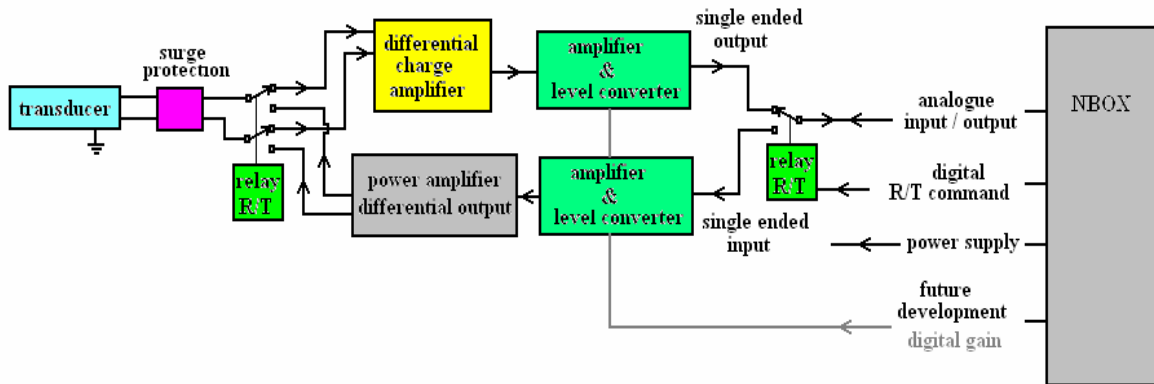 transducer
surge
protection
relay
R/T
differential
charge
amplifier
power amplifier
differential output
amplifier
&
level converter
amplifier
&
level converter
single ended
output
single ended
input
relay
R/T
analogue
input / output
digital
R/T command
power supply
future
development
digital gain
NBOX